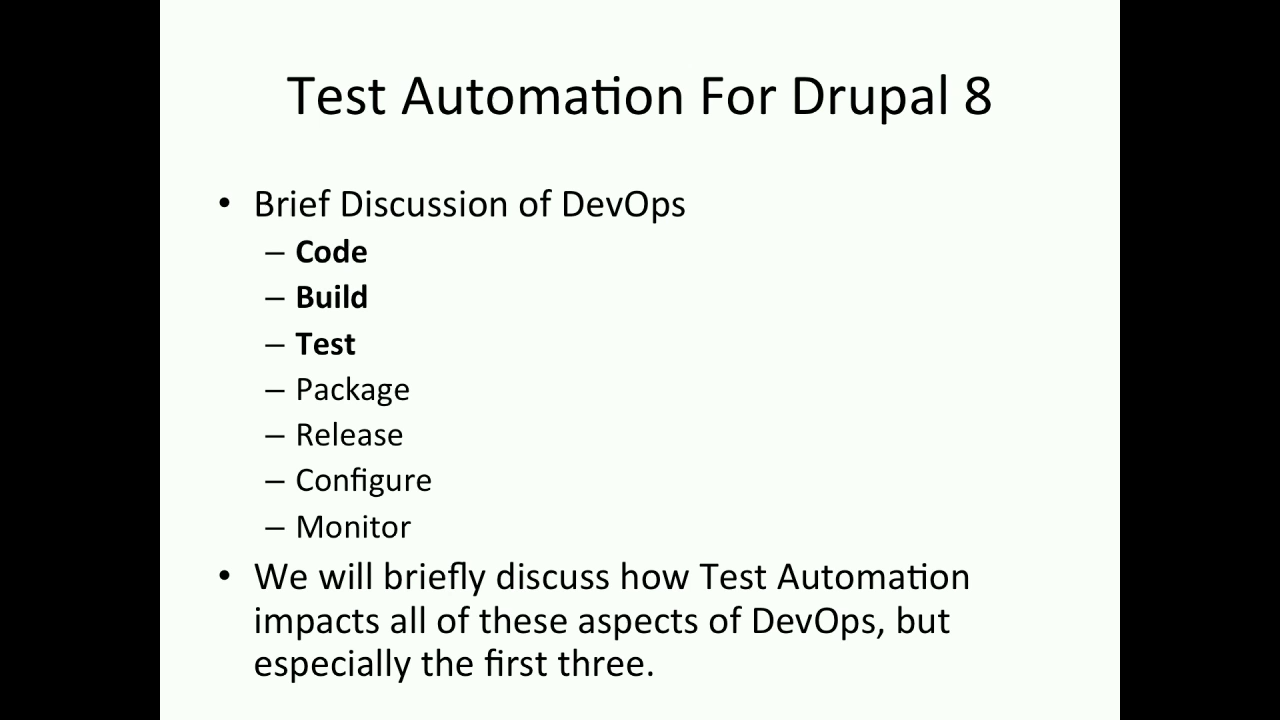 Test Automation For Drupal 8
• Brief Discussion of DevOps
– Code
– Build
– Test
– Package
– Release
– Configure
– Monitor
• We will briefly discuss how Test Automation
impacts all of these aspects of DevOps, but
especially the first three.